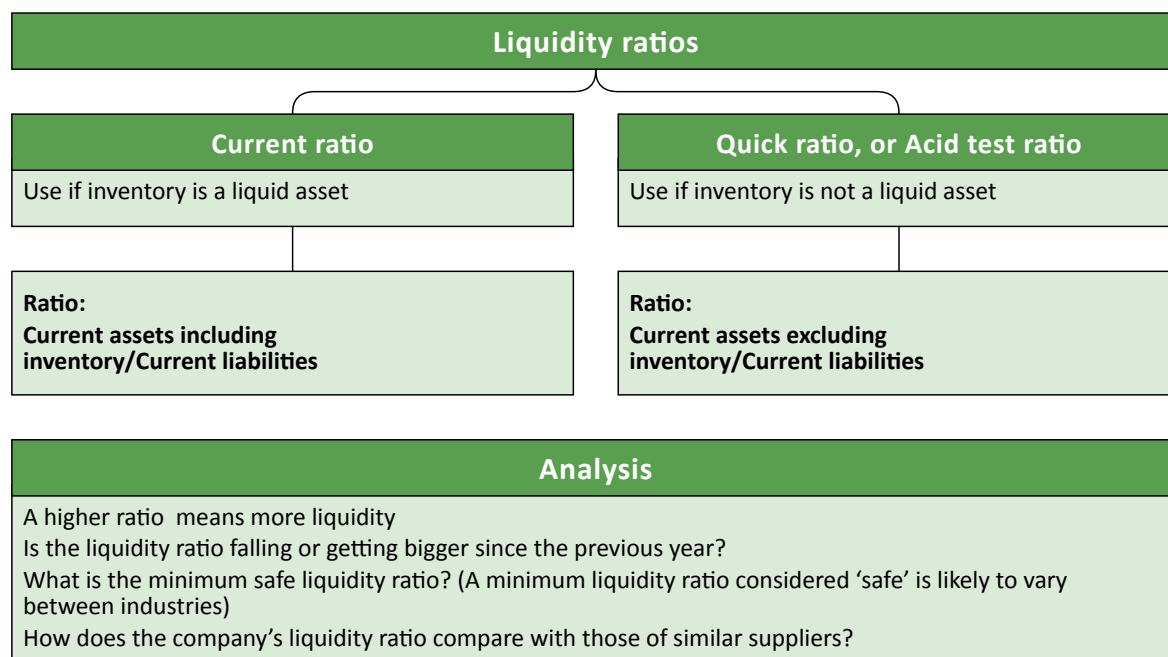 Liquidity ratios
Current ratio
Use if inventory is a liquid asset
Ratio:
Current assets including
inventory/Current liabilities
Quick ratio, or Acid test ratio
Use if inventory is not a liquid asset
Ratio:
Current assets excluding
inventory/Current liabilities
Analysis
A higher ratio means more liquidity
Is the liquidity ratio falling or getting bigger since the previous year?
What is the minimum safe liquidity ratio? (A minimum liquidity ratio considered ‘safe’ is likely to vary
between industries)
How does the company’s liquidity ratio compare with those of similar suppliers?